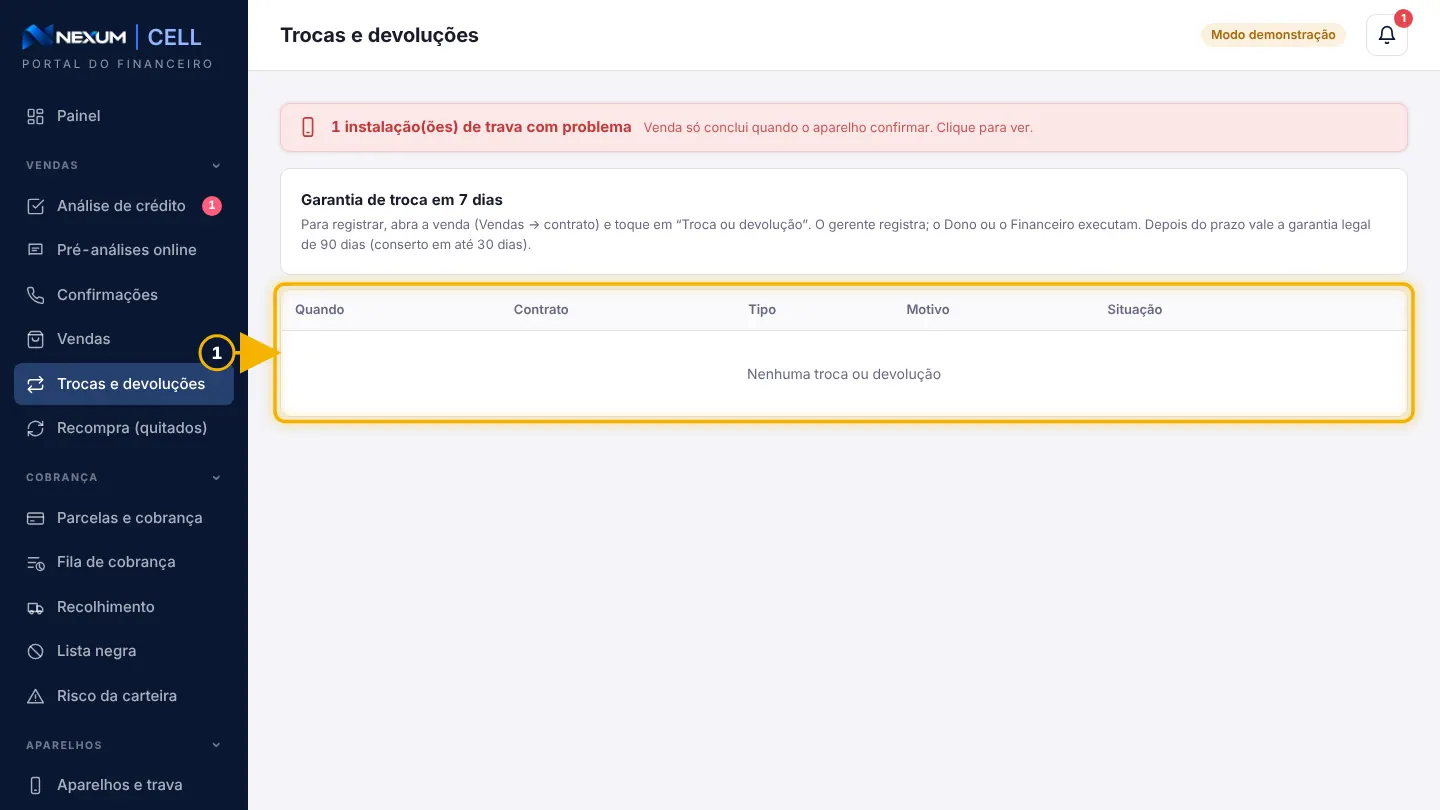 NEXUM | CELL
PORTAL DO FINANCEIRO
Painel
VENDAS
Análise de crédito 1
Pré-análises online
Confirmações
Vendas
Trocas e devoluções
Recompra (quitados)
COBRANÇA
Parcelas e cobrança
Fila de cobrança
Recolhimento
Lista negra
Risco da carteira
APARELHOS
Aparelhos e trava
Trocas e devoluções
Modo demonstração
1
1 instalação(ões) de trava com problema Venda só conclui quando o aparelho confirmar. Clique para ver.
Garantia de troca em 7 dias
Para registrar, abra a venda (Vendas → contrato) e toque em “Troca ou devolução”. O gerente registra; o Dono ou o Financeiro executam. Depois do prazo vale a garantia legal
de 90 dias (conserto em até 30 dias).
1
Quando Contrato Tipo Motivo Situação
Nenhuma troca ou devolução